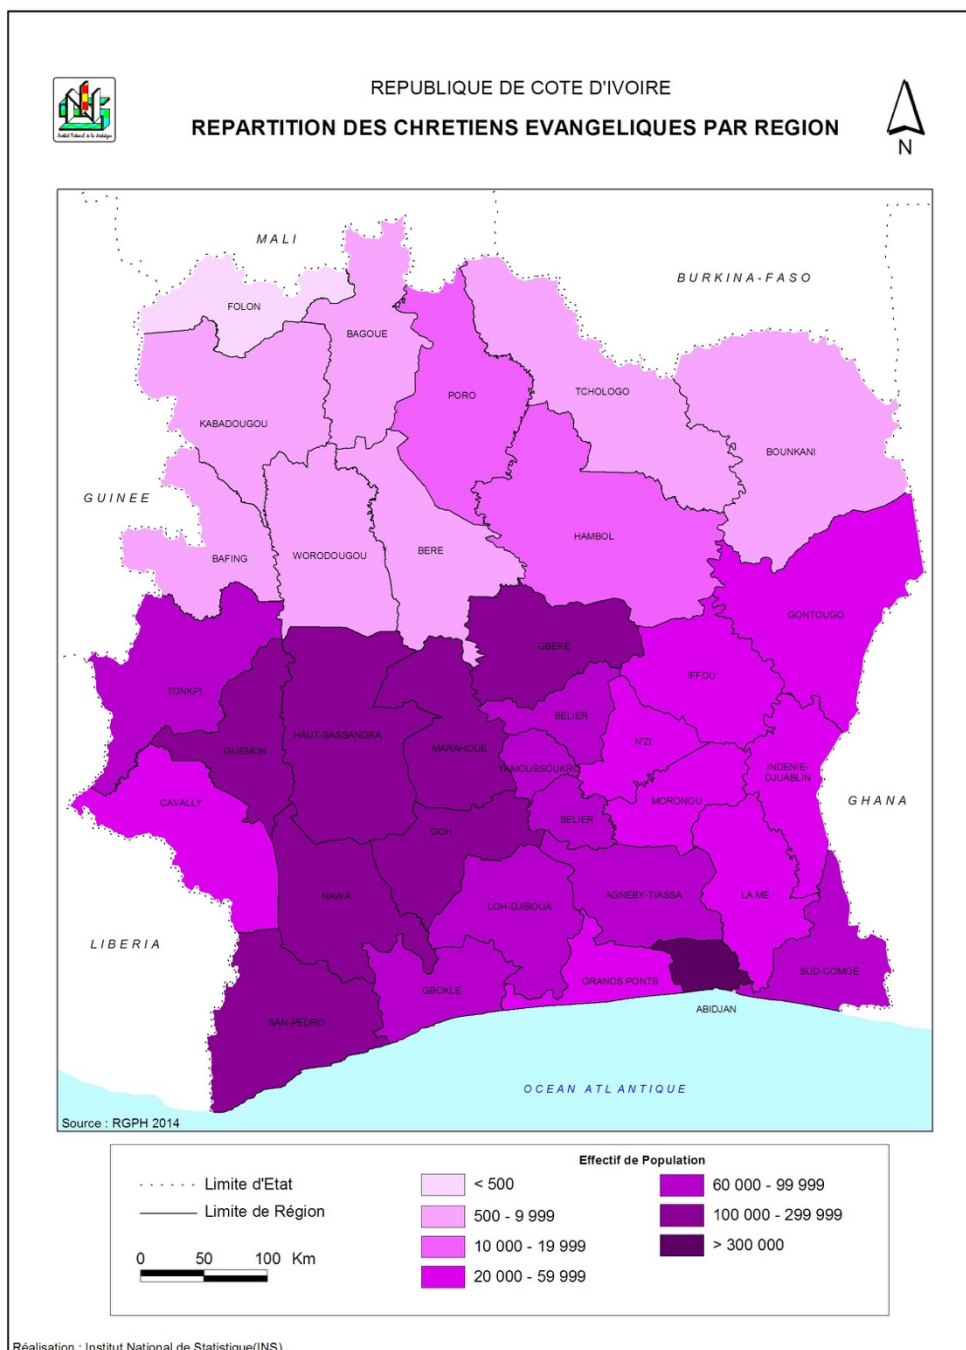 REPUBLIQUE DE COTE D'IVOIRE
REPARTITION DES CHRETIENS EVANGELIQUES PAR REGION
N
MALI
BURKINA-FASO
FOLON
BAGOUE
TCHOLOGO
PORO
KABADOUGOU
BOUNKANI
GUINEE
HAMBOL
BERE
WORODOUGOU
BAFING
GONTOUGO
GBEKE
IFFOU
TONKPI
BELIER
HAUT-SASSANDRA
N'ZI
MARAHOUE
GUEMON
YAMOUSSOUKRO
INDENIE-
DJUABLIN
CAVALLY
MORONOU
GHANA
BELIER
GOH
NAWA
AGNEBY-TIASSA
LA ME
LOH-DJIBOUA
LIBERIA
SUD-COMOE
GRANDS PONTS
GBOKLE
ABIDJAN
SAN-PEDRO
OCEAN ATLANTIQUE
Source : RGPH 2014
Effectif de Population
Limite d'Etat
Limite de Région
0 50 100 Km
< 500
500 - 9 999
10 000 - 19 999
20 000 - 59 999
60 000 - 99 999
100 000 - 299 999
> 300 000
Réalisation : Institut National de Statistique(INS)